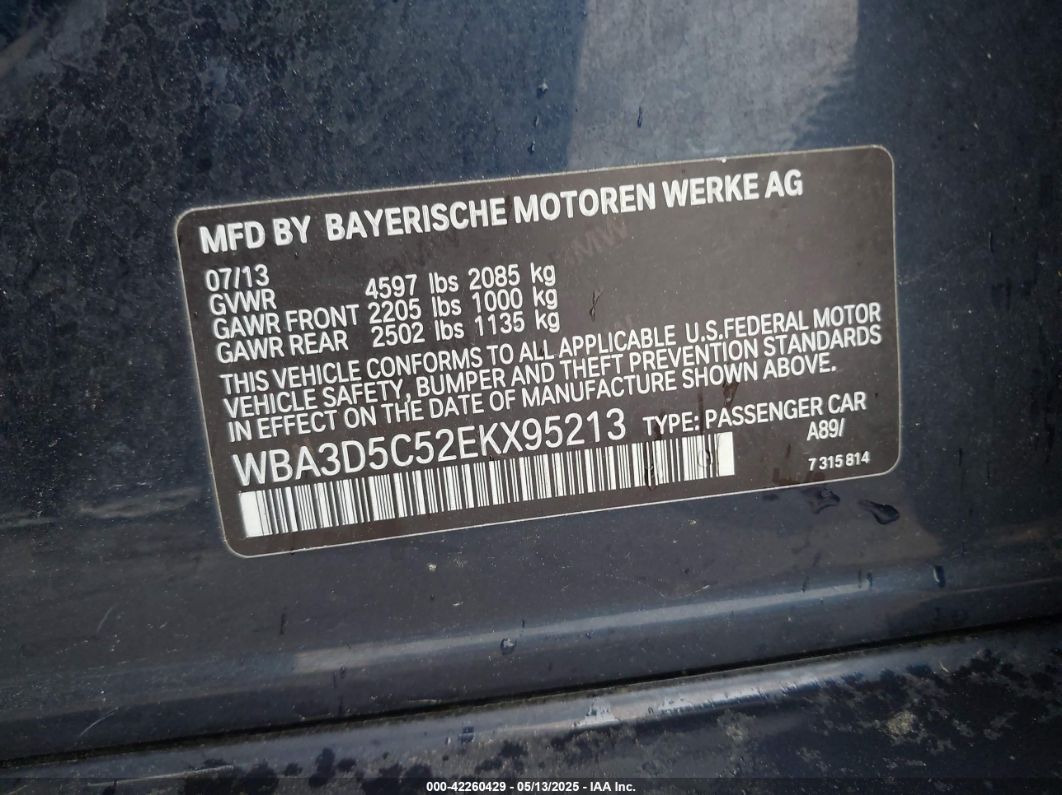 MFD BY BAYERISCHE MOTOREN WERKE AG
07/13
GVWR 4597 lbs 2085 kg
GAWR FRONT 2205 lbs 1000 kg
GAWR REAR 2502 lbs 1135 kg
THIS VEHICLE CONFORMS TO ALL APPLICABLE U.S.FEDERAL MOTOR
VEHICLE SAFETY, BUMPER AND THEFT PREVENTION STANDARDS
IN EFFECT ON THE DATE OF MANUFACTURE SHOWN ABOVE.
WBA3D5C52EKX95213 TYPE: PASSENGER CAR
A89/
7 315 814
000-42260429 - 05/13/2025 - IAA Inc.